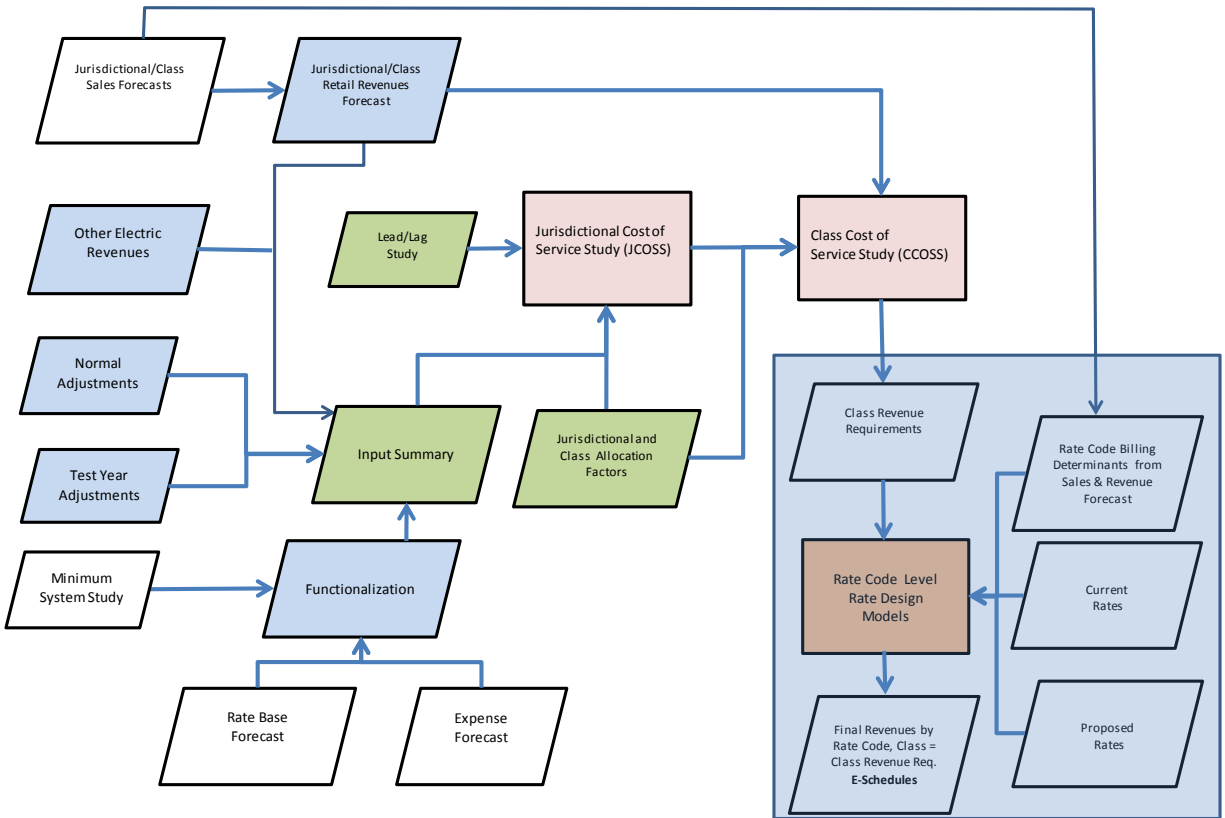 Jurisdictional/Class
Sales Forecasts
Jurisdictional/Class
Retail Revenues
Forecast
Other Electric
Revenues
Lead/Lag
Study
Jurisdictional Cost of
Service Study (JCOSS)
Class Cost of
Service Study (CCOSS)
Normal
Adjustments
Test Year
Adjustments
Input Summary
Jurisdictional and
Class Allocation
Factors
Class Revenue
Requirements
Rate Code Billing
Determinants from
Sales & Revenue
Forecast
Minimum
System Study
Functionalization
Rate Code Level
Rate Design
Models
Current
Rates
Rate Base
Forecast
Expense
Forecast
Final Revenues by
Rate Code, Class =
Class Revenue Req.
E-Schedules
Proposed
Rates